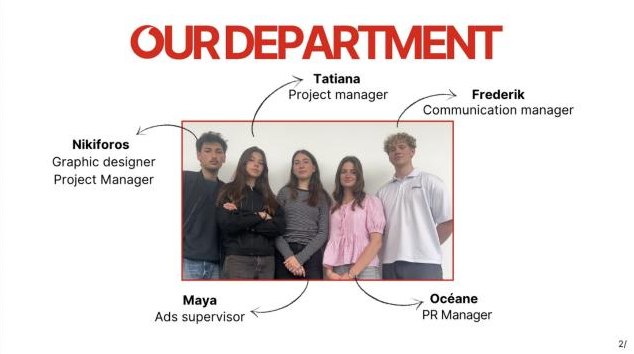 OUR DEPARTMENT
Tatiana
Project manager
Frederik
Communication manager
Nikiforos
Graphic designer
Project Manager
Maya
Ads supervisor
Océane
PR Manager
2/